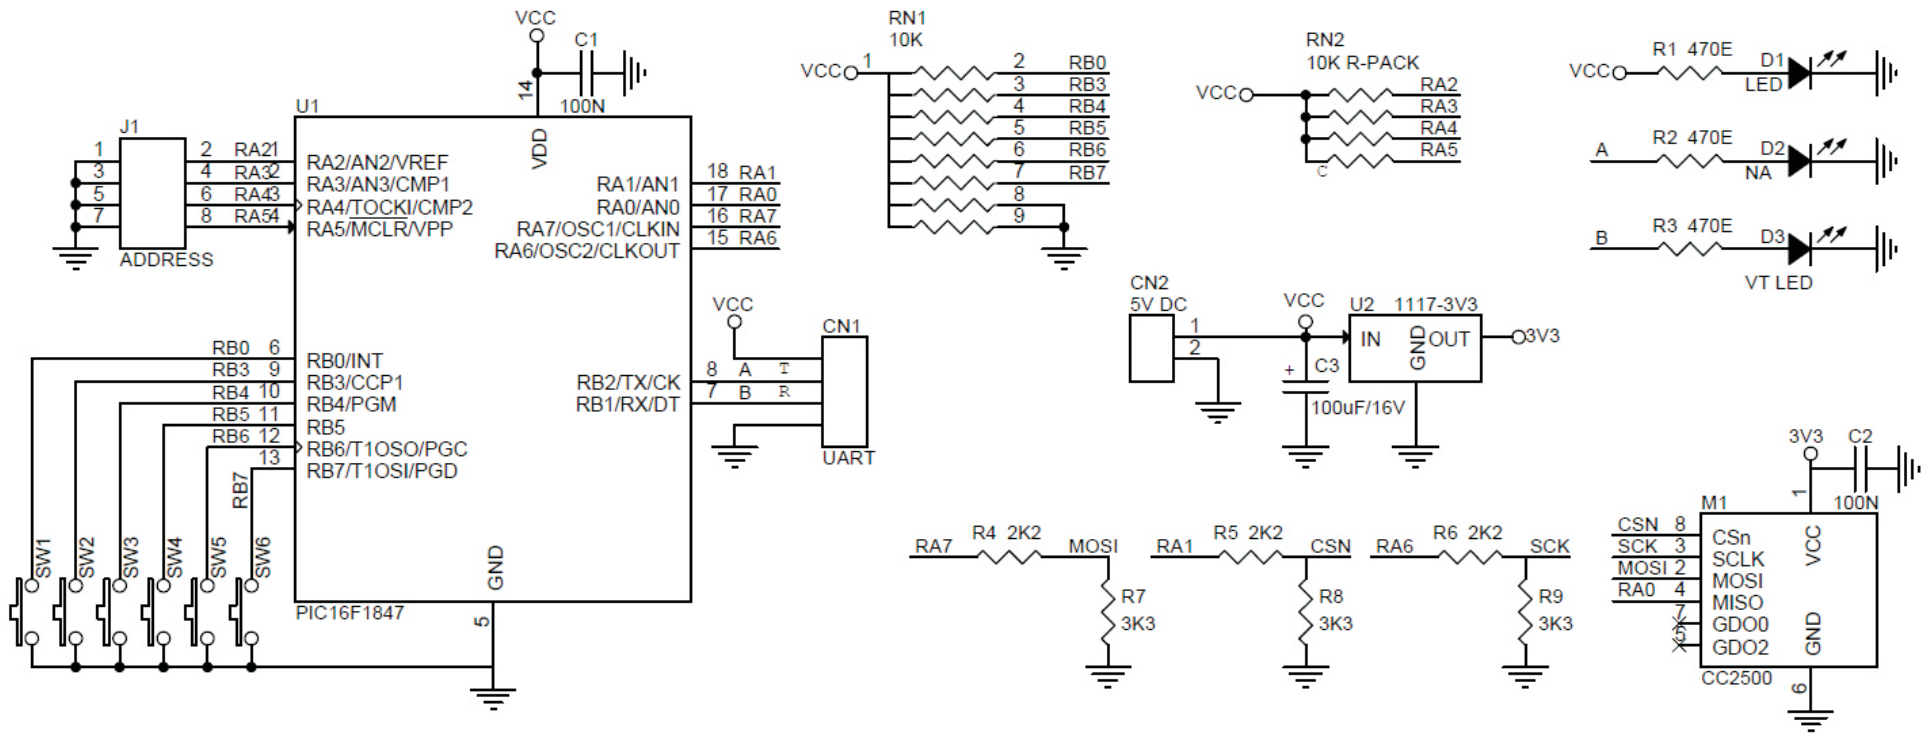 VCC
C1
100N
14
U1
VDD
J1
1
3
5
7
2
4
6
8
RA2
RA3
RA4
RA5
1
2
3
4
ADDRESS
RA2/AN2/VREF
RA3/AN3/CMP1
RA4/TOCKI/CMP2
RA5/MCLR/VPP
RA1/AN1
RA0/AN0
RA7/OSC1/CLKIN
RA6/OSC2/CLKOUT
18 RA1
17 RA0
16 RA7
15 RA6
RB0 6
RB3 9
RB4 10
RB5 11
RB6 12
13
RB7
RB0/INT
RB3/CCP1
RB4/PGM
RB5
RB6/T1OSO/PGC
RB7/T1OSI/PGD
RB2/TX/CK
RB1/RX/DT
8 A T
7 B R
VCC
CN1
UART
SW1
SW2
SW3
SW4
SW5
SW6
GND
5
PIC16F1847
RN1
10K
VCC
1
2 RB0
3 RB3
4 RB4
5 RB5
6 RB6
7 RB7
8
9
RN2
10K R-PACK
VCC
RA2
RA3
RA4
RA5
C
VCC
R1 470E
D1
LED
A
R2 470E
D2
NA
B
R3 470E
D3
VT LED
CN2
5V DC
1
2
VCC
+
C3
100uF/16V
U2 1117-3V3
IN
GND
OUT
3V3
RA7
R4 2K2
MOSI
R7
3K3
RA1
R5 2K2
CSN
R8
3K3
RA6
R6 2K2
SCK
R9
3K3
3V3
C2
100N
1
M1
VCC
CSN 8
SCK 3
MOSI 2
RA0 4
7
5
CSn
SCLK
MOSI
MISO
GDO0
GDO2
GND
CC2500
6